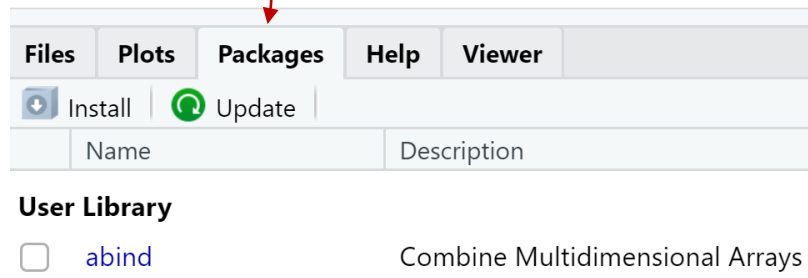 Files Plots Packages Help Viewer
Install Update
Name Description
User Library
abind Combine Multidimensional Arrays